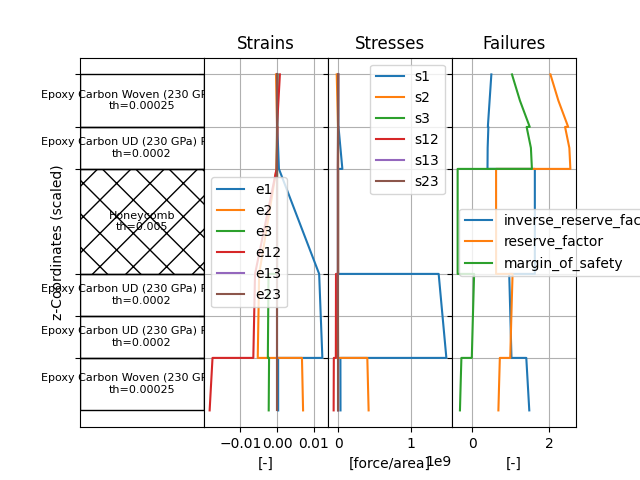 Strains
Stresses
Failures
z-Coordinates (scaled)
Epoxy Carbon Woven (230 GP
th=0.00025
Epoxy Carbon UD (230 GPa) P
th=0.0002
Honeycomb
th=0.005
Epoxy Carbon UD (230 GPa) P
th=0.0002
Epoxy Carbon UD (230 GPa) P
th=0.0002
Epoxy Carbon Woven (230 GP
th=0.00025
e1
e2
e3
e12
e13
e23
−0.01 0.00 0.01
[-]
s1
s2
s3
s12
s13
s23
0 1
1e9
[force/area]
inverse_reserve_fac
reserve_factor
margin_of_safety
0 2
[-]